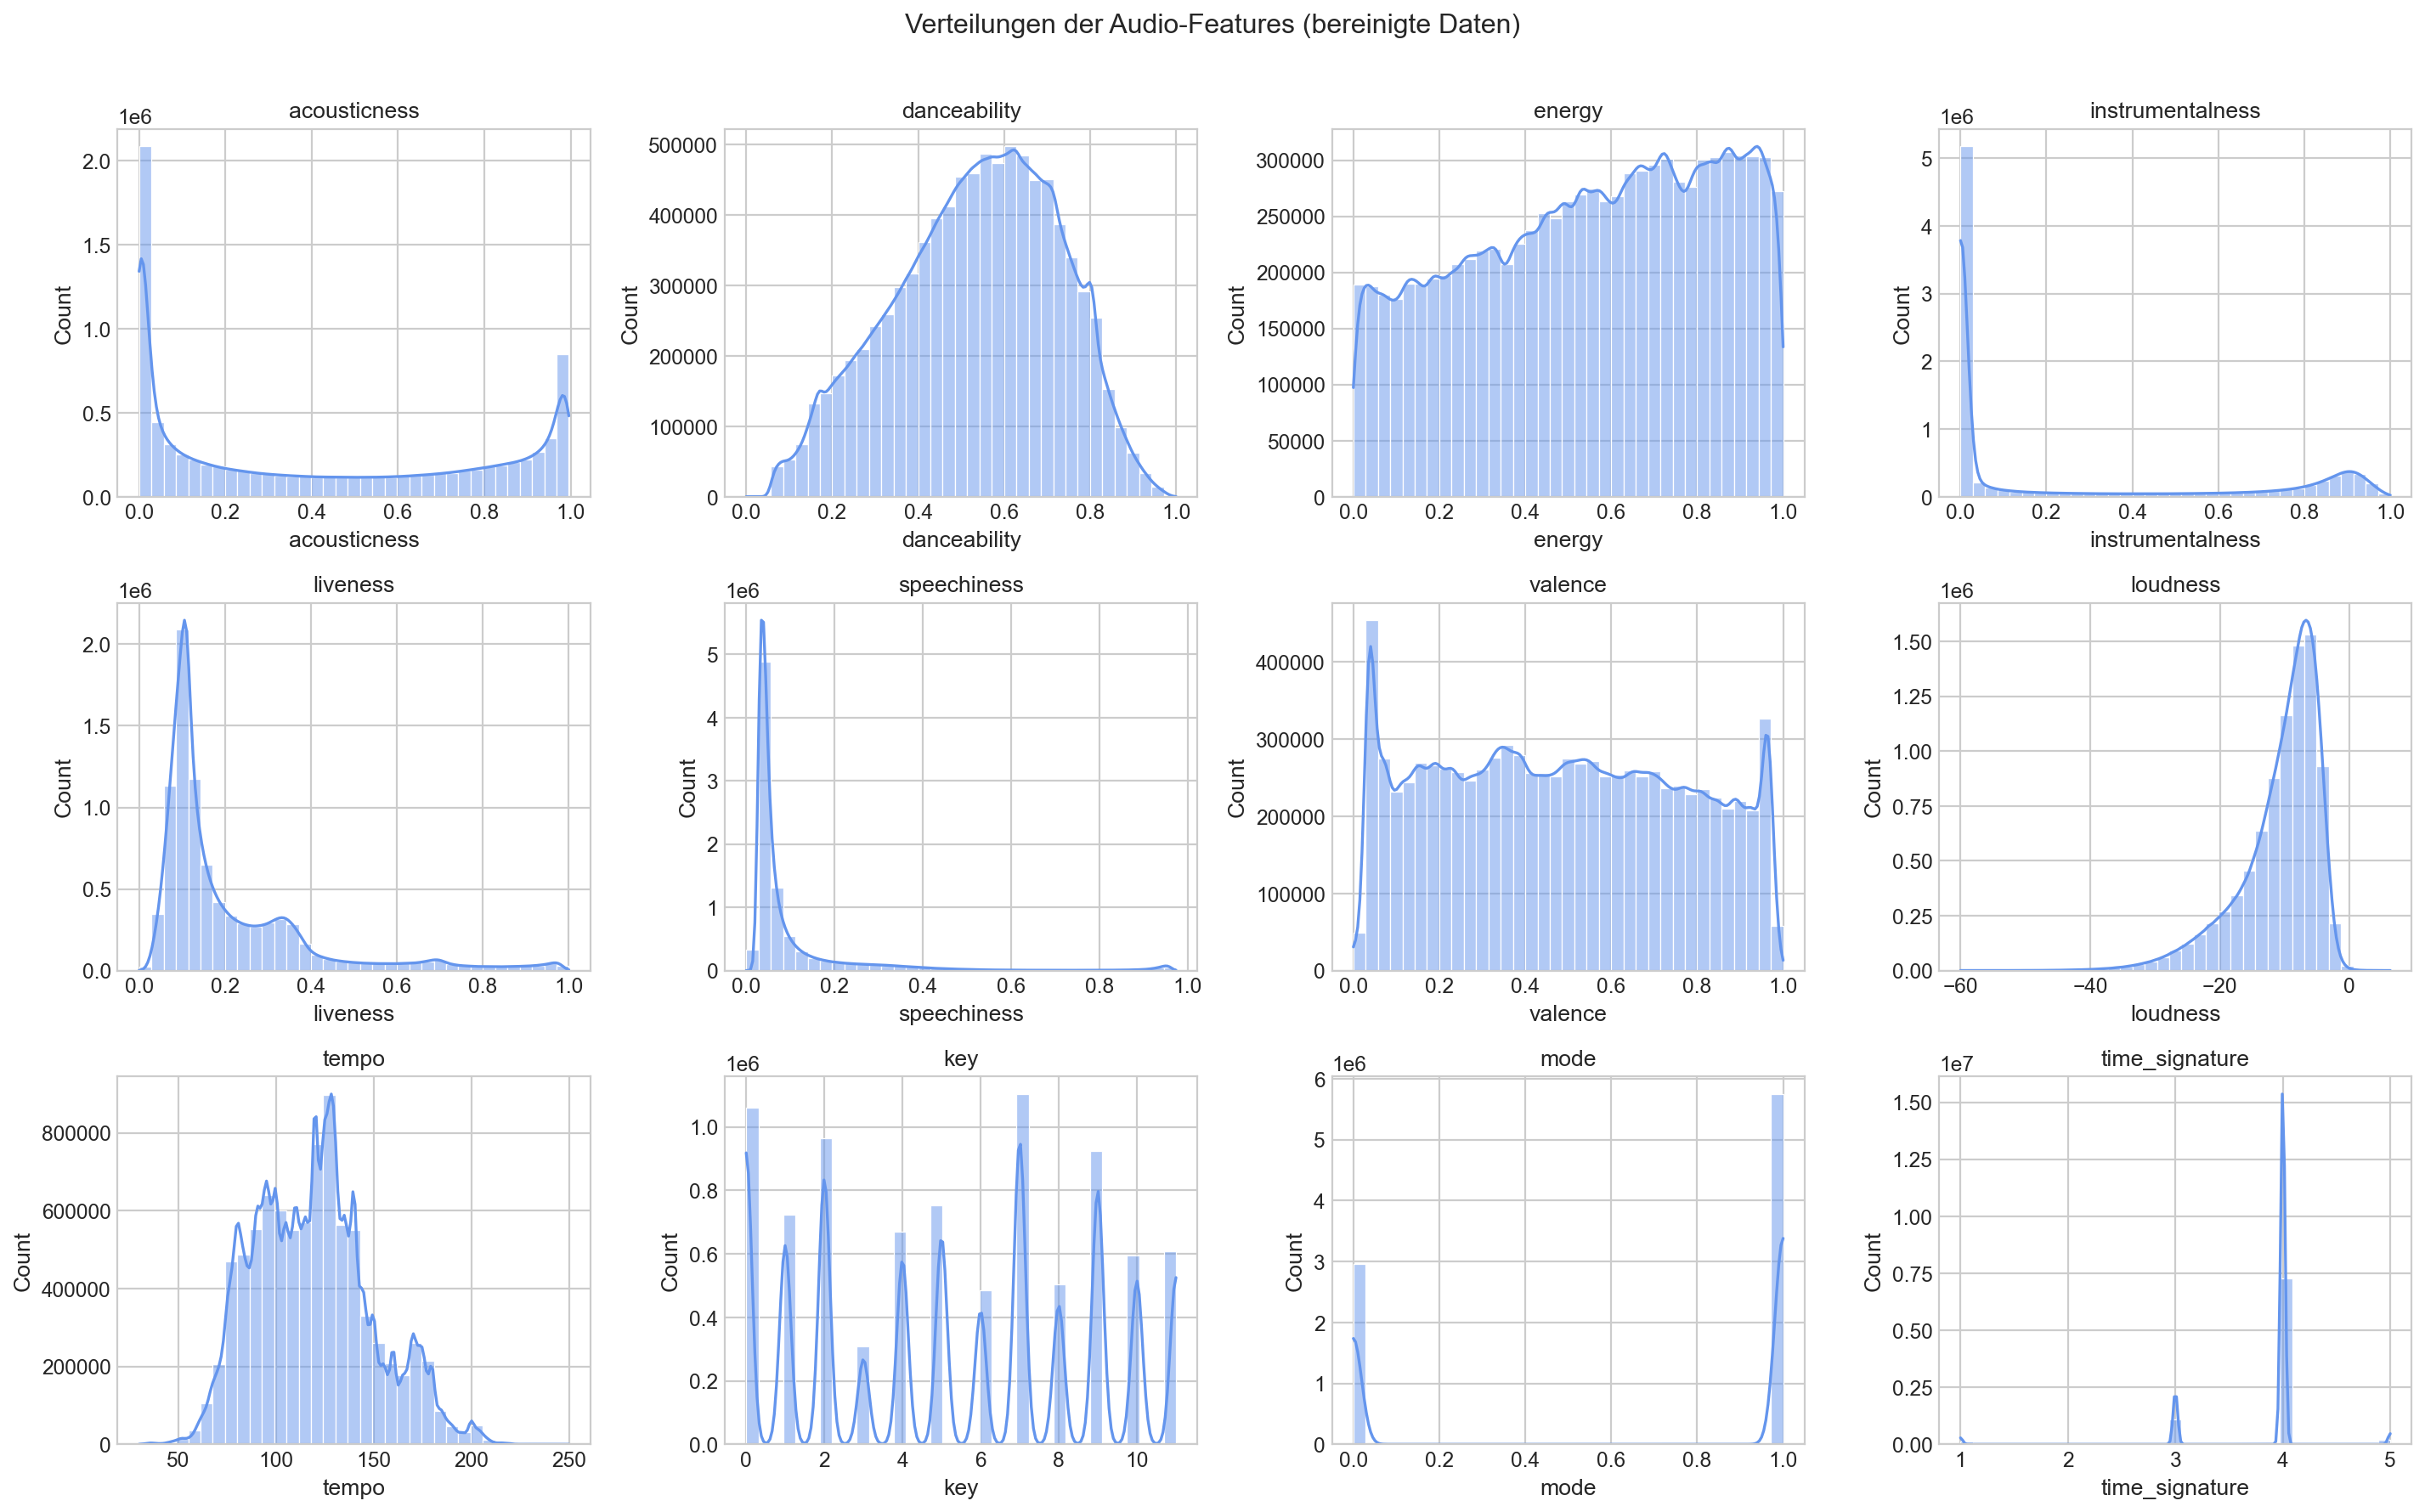 Verteilungen der Audio-Features (bereinigte Daten)
acousticness
1e6
2.0
1.5
1.0
0.5
0.0
Count
0.0 0.2 0.4 0.6 0.8 1.0
acousticness
danceability
500000
400000
300000
200000
100000
0
Count
0.0 0.2 0.4 0.6 0.8 1.0
danceability
energy
300000
250000
200000
150000
100000
50000
0
Count
0.0 0.2 0.4 0.6 0.8 1.0
energy
instrumentalness
1e6
5
4
3
2
1
0
Count
0.0 0.2 0.4 0.6 0.8 1.0
instrumentalness
liveness
1e6
2.0
1.5
1.0
0.5
0.0
Count
0.0 0.2 0.4 0.6 0.8 1.0
liveness
speechiness
1e6
5
4
3
2
1
0
Count
0.0 0.2 0.4 0.6 0.8 1.0
speechiness
valence
400000
300000
200000
100000
0
Count
0.0 0.2 0.4 0.6 0.8 1.0
valence
loudness
1e6
1.50
1.25
1.00
0.75
0.50
0.25
0.00
Count
−60 −40 −20 0
loudness
tempo
800000
600000
400000
200000
0
Count
50 100 150 200 250
tempo
key
1e6
1.0
0.8
0.6
0.4
0.2
0.0
Count
0 2 4 6 8 10
key
mode
1e6
6
5
4
3
2
1
0
Count
0.0 0.2 0.4 0.6 0.8 1.0
mode
time_signature
1e7
1.50
1.25
1.00
0.75
0.50
0.25
0.00
Count
1 2 3 4 5
time_signature